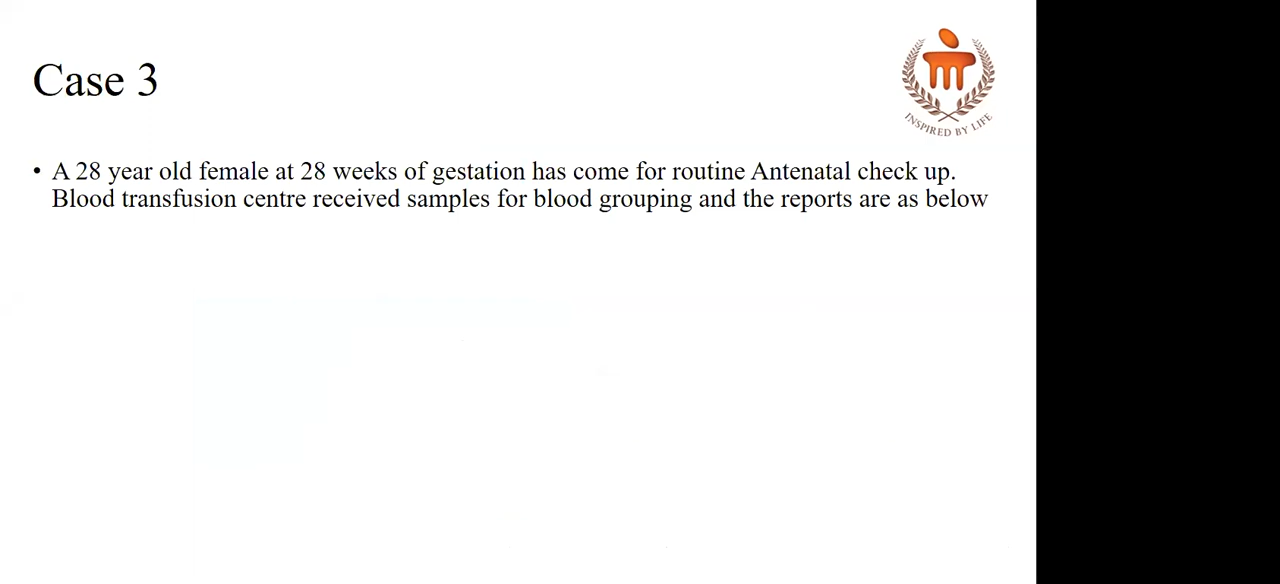 Case 3
INSPIRED BY LIFE
• A 28 year old female at 28 weeks of gestation has come for routine Antenatal check up.
Blood transfusion centre received samples for blood grouping and the reports are as below